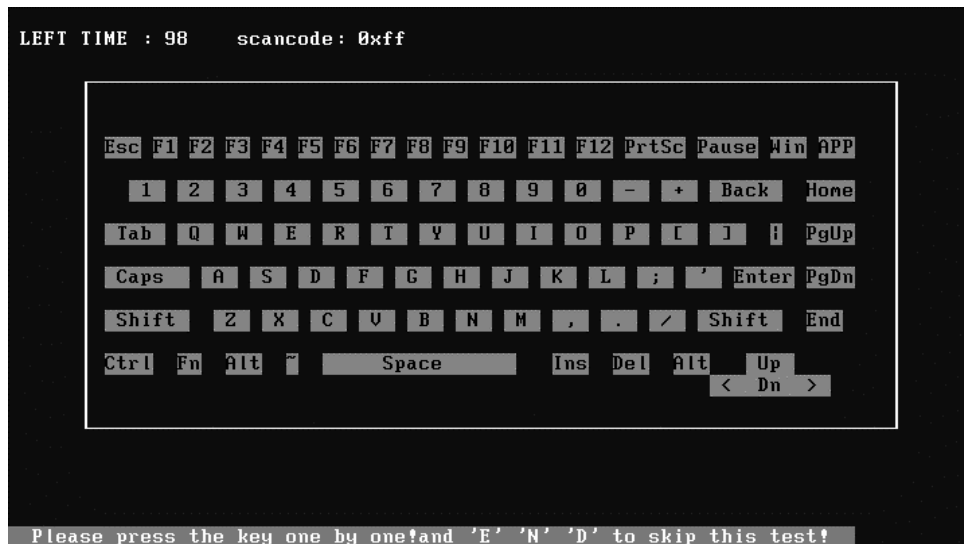 LEFT TIME : 98 scancode: 0xff
Esc F1 F2 F3 F4 F5 F6 F7 F8 F9 F10 F11 F12 PrtSc Pause Win APP
1 2 3 4 5 6 7 8 9 0 - + Back Home
Tab Q W E R T Y U I O P [ ] ¦ PgUp
Caps A S D F G H J K L ; ' Enter PgDn
Shift Z X C V B N M , . / Shift End
Ctrl Fn Alt ~ Space Ins Del Alt Up
< Dn >
Please press the key one by one!and 'E' 'N' 'D' to skip this test!